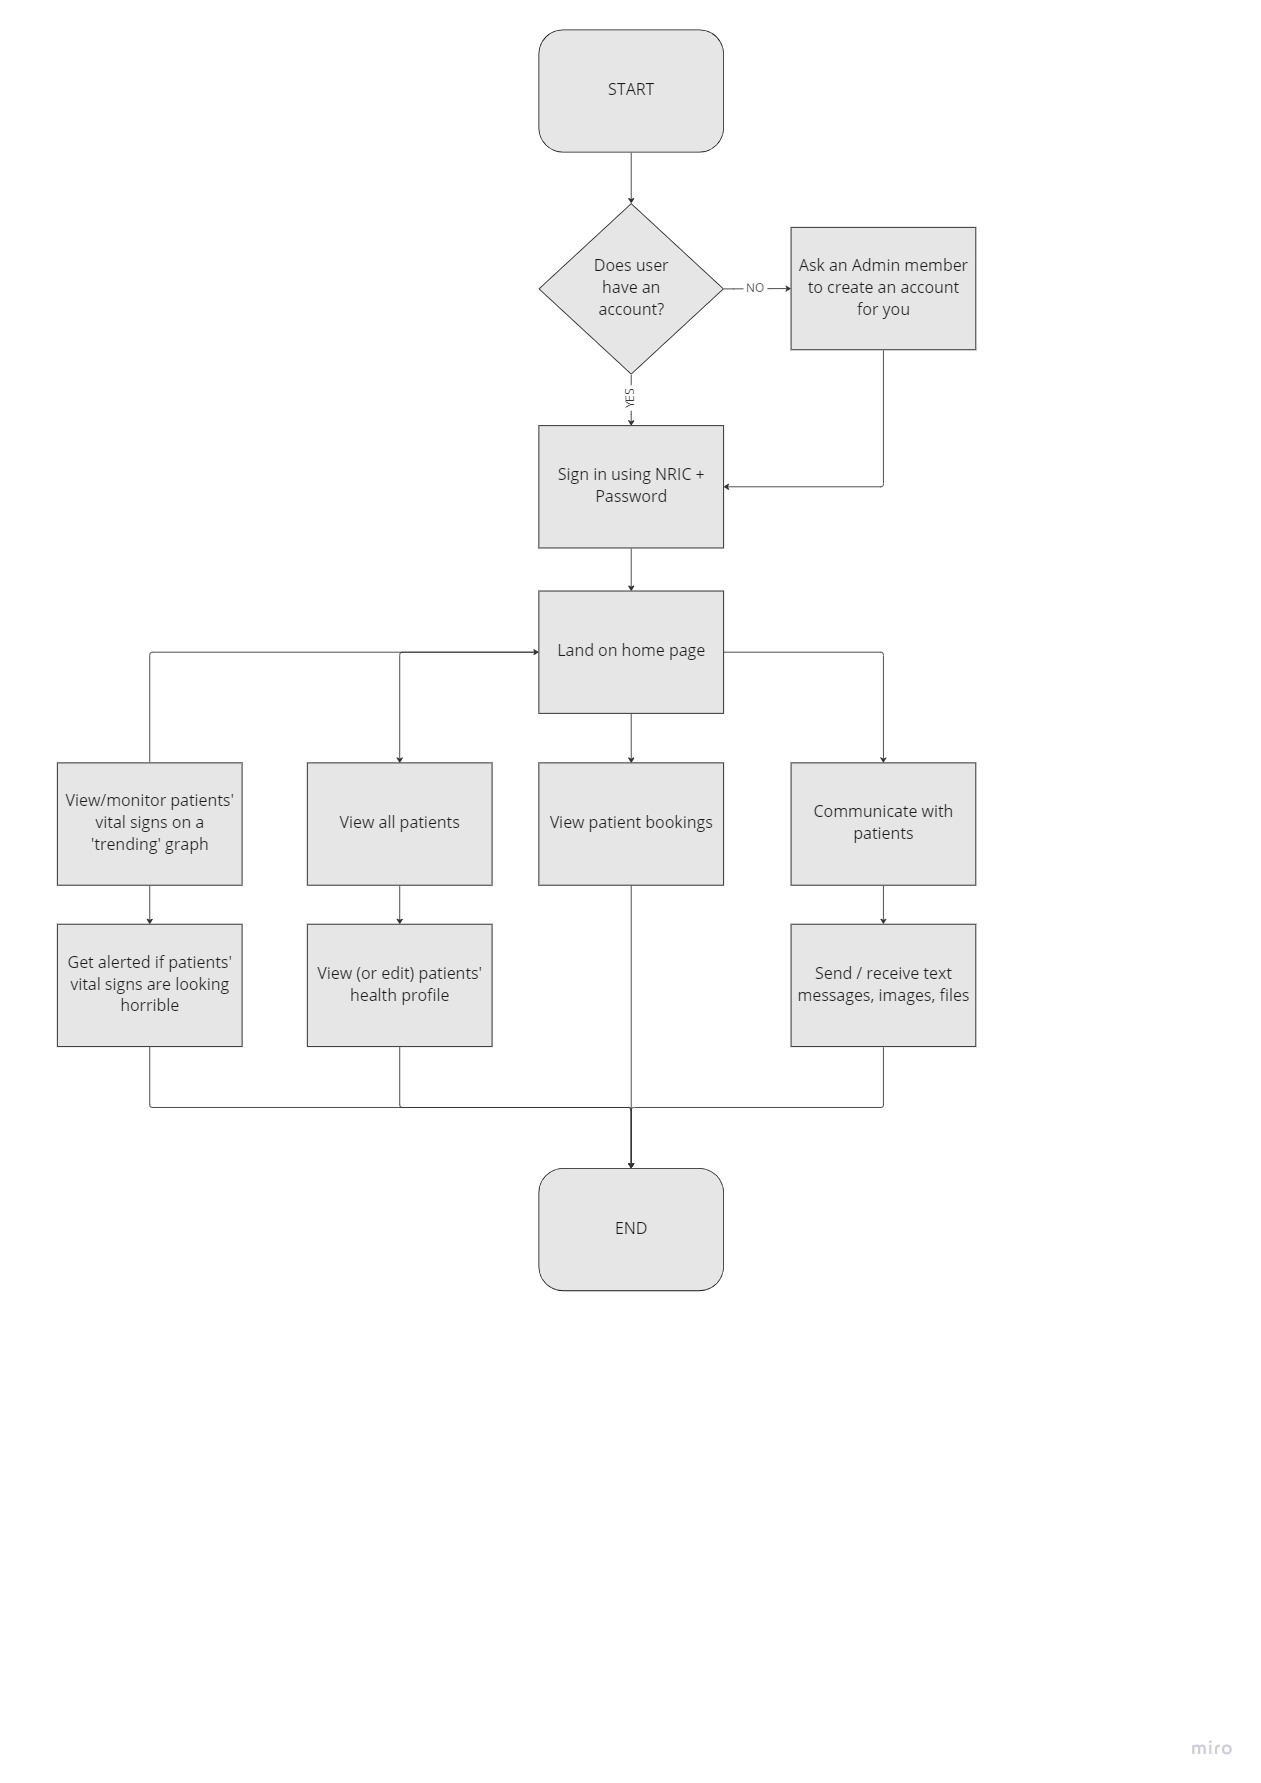 START
Does user
have an
account?
NO
Ask an Admin member
to create an account
for you
YES
Sign in using NRIC +
Password
Land on home page
View/monitor patients'
vital signs on a
'trending' graph
View all patients
View patient bookings
Communicate with
patients
Get alerted if patients'
vital signs are looking
horrible
View (or edit) patients'
health profile
Send / receive text
messages, images, files
END
miro